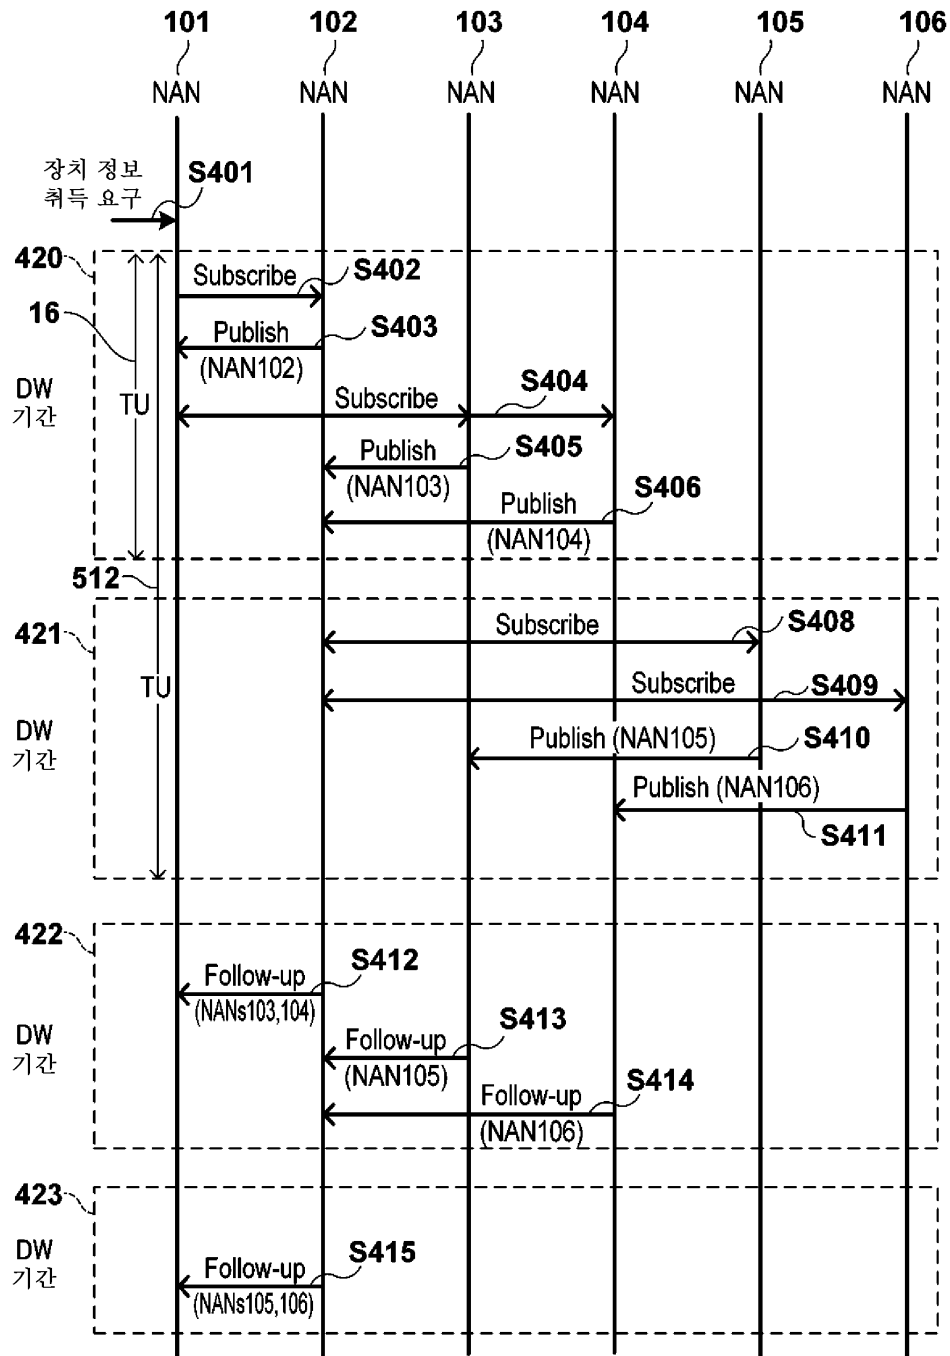 101 102 103 104 105 106
NAN NAN NAN NAN NAN NAN
장치 정보
취득 요구
S401
420
Subscribe
S402
16
Publish
S403
(NAN102)
DW
기간
TU
Subscribe
S404
Publish
S405
(NAN103)
Publish
S406
(NAN104)
512
421
Subscribe
S408
TU
Subscribe
S409
DW
기간
Publish (NAN105)
S410
Publish (NAN106)
S411
422
Follow-up
S412
(NANs103,104)
DW
기간
Follow-up
S413
(NAN105)
Follow-up
S414
(NAN106)
423
DW
기간
Follow-up
S415
(NANs105,106)